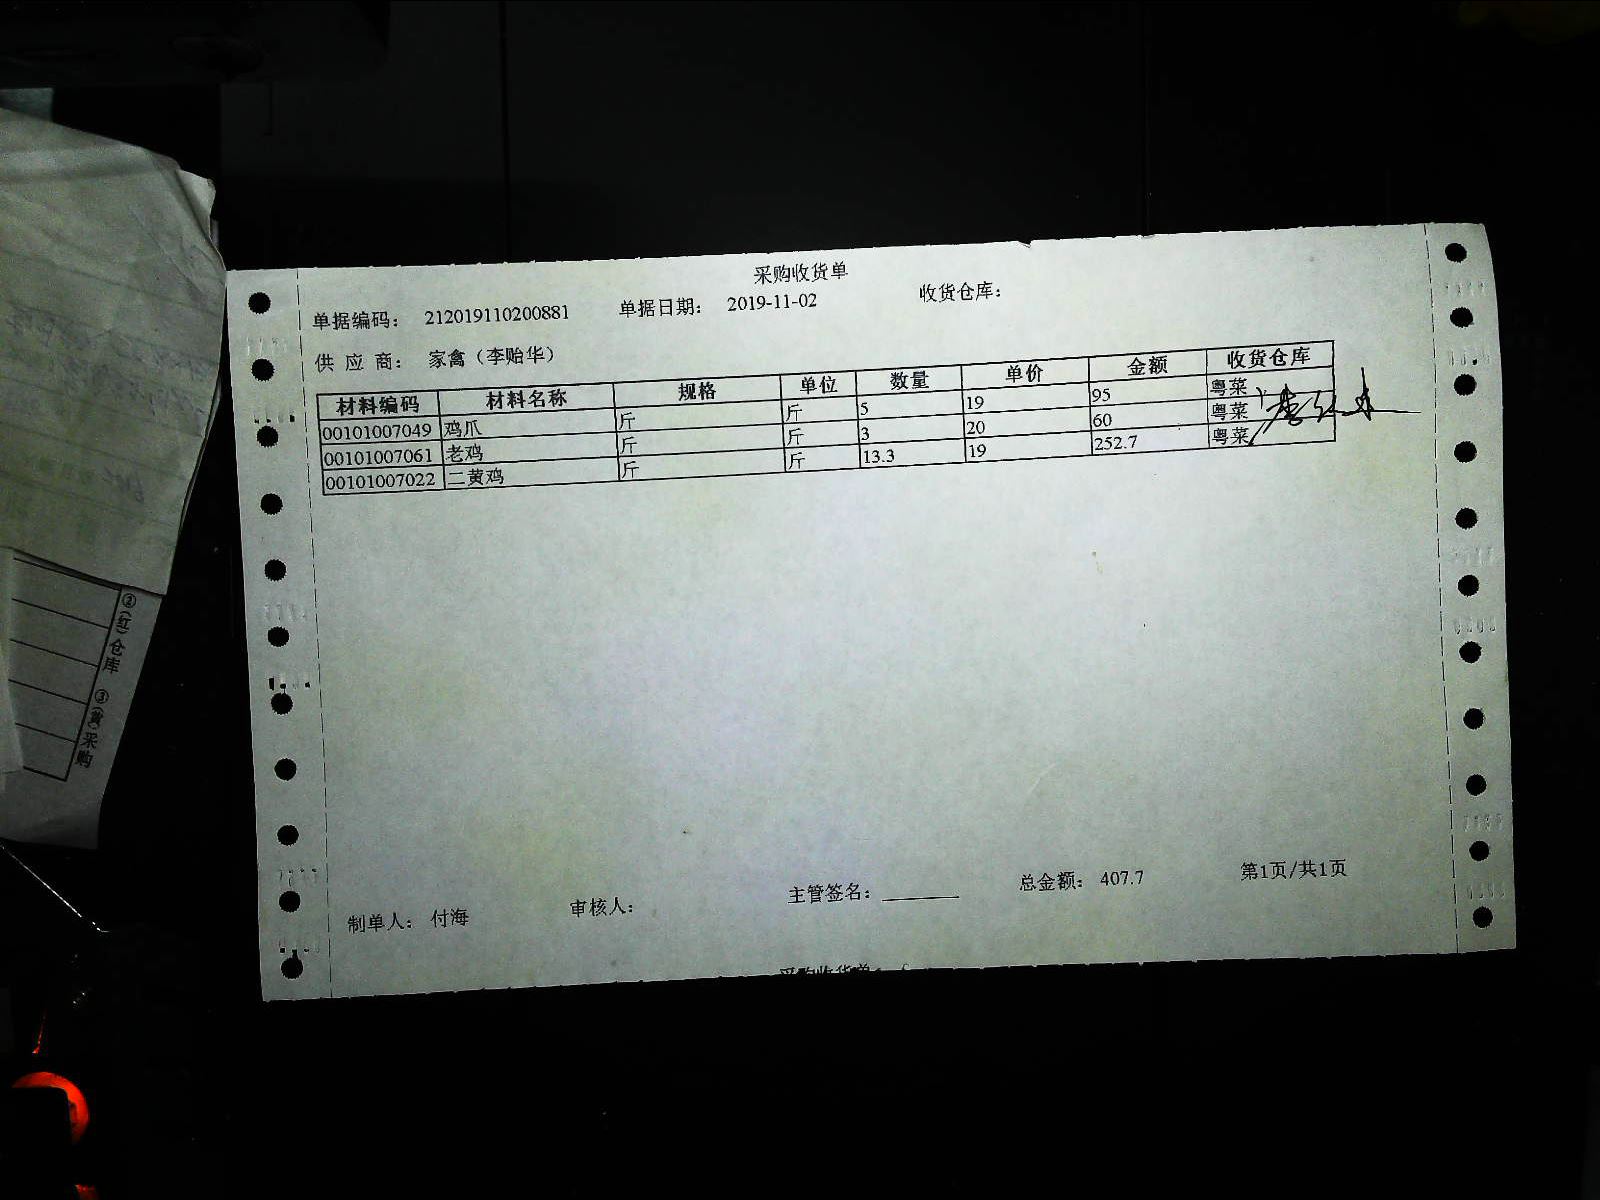 采购收货单
单据编码: 212019110200881 单据日期: 2019-11-02 收货仓库:
供 应 商: 家禽（李贻华）
材料编码 材料名称 规格 单位 数量 单价 金额 收货仓库
00101007049 鸡爪 斤 斤 5 19 95 粤菜
00101007061 老鸡 斤 斤 3 20 60 粤菜
00101007022 二黄鸡 斤 斤 13.3 19 252.7 粤菜
制单人: 付海 审核人: 主管签名: 总金额: 407.7 第1页/共1页
采购收货单
②(红)仓库 ③(黄)采购